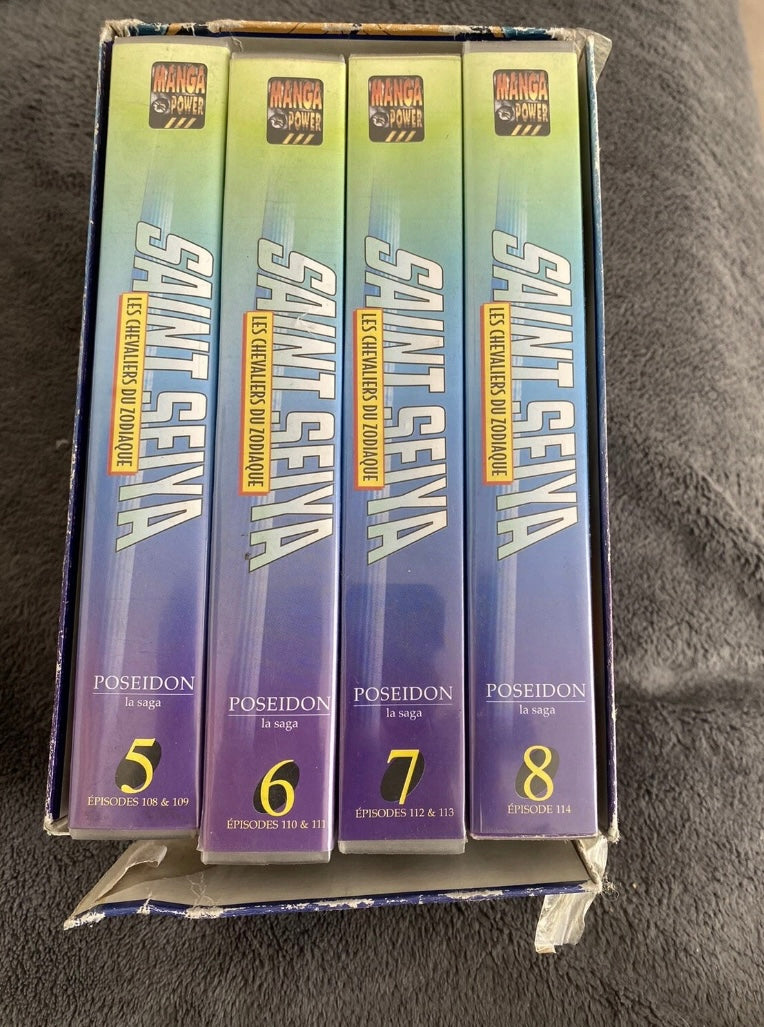 MANGA
POWER
SAINT SEIYA
LES CHEVALIERS DU ZODIAQUE
POSEIDON
la saga
5
ÉPISODES 108 & 109
MANGA
POWER
SAINT SEIYA
LES CHEVALIERS DU ZODIAQUE
POSEIDON
la saga
6
ÉPISODES 110 & 111
MANGA
POWER
SAINT SEIYA
LES CHEVALIERS DU ZODIAQUE
POSEIDON
la saga
7
ÉPISODES 112 & 113
MANGA
POWER
SAINT SEIYA
LES CHEVALIERS DU ZODIAQUE
POSEIDON
la saga
8
ÉPISODE 114